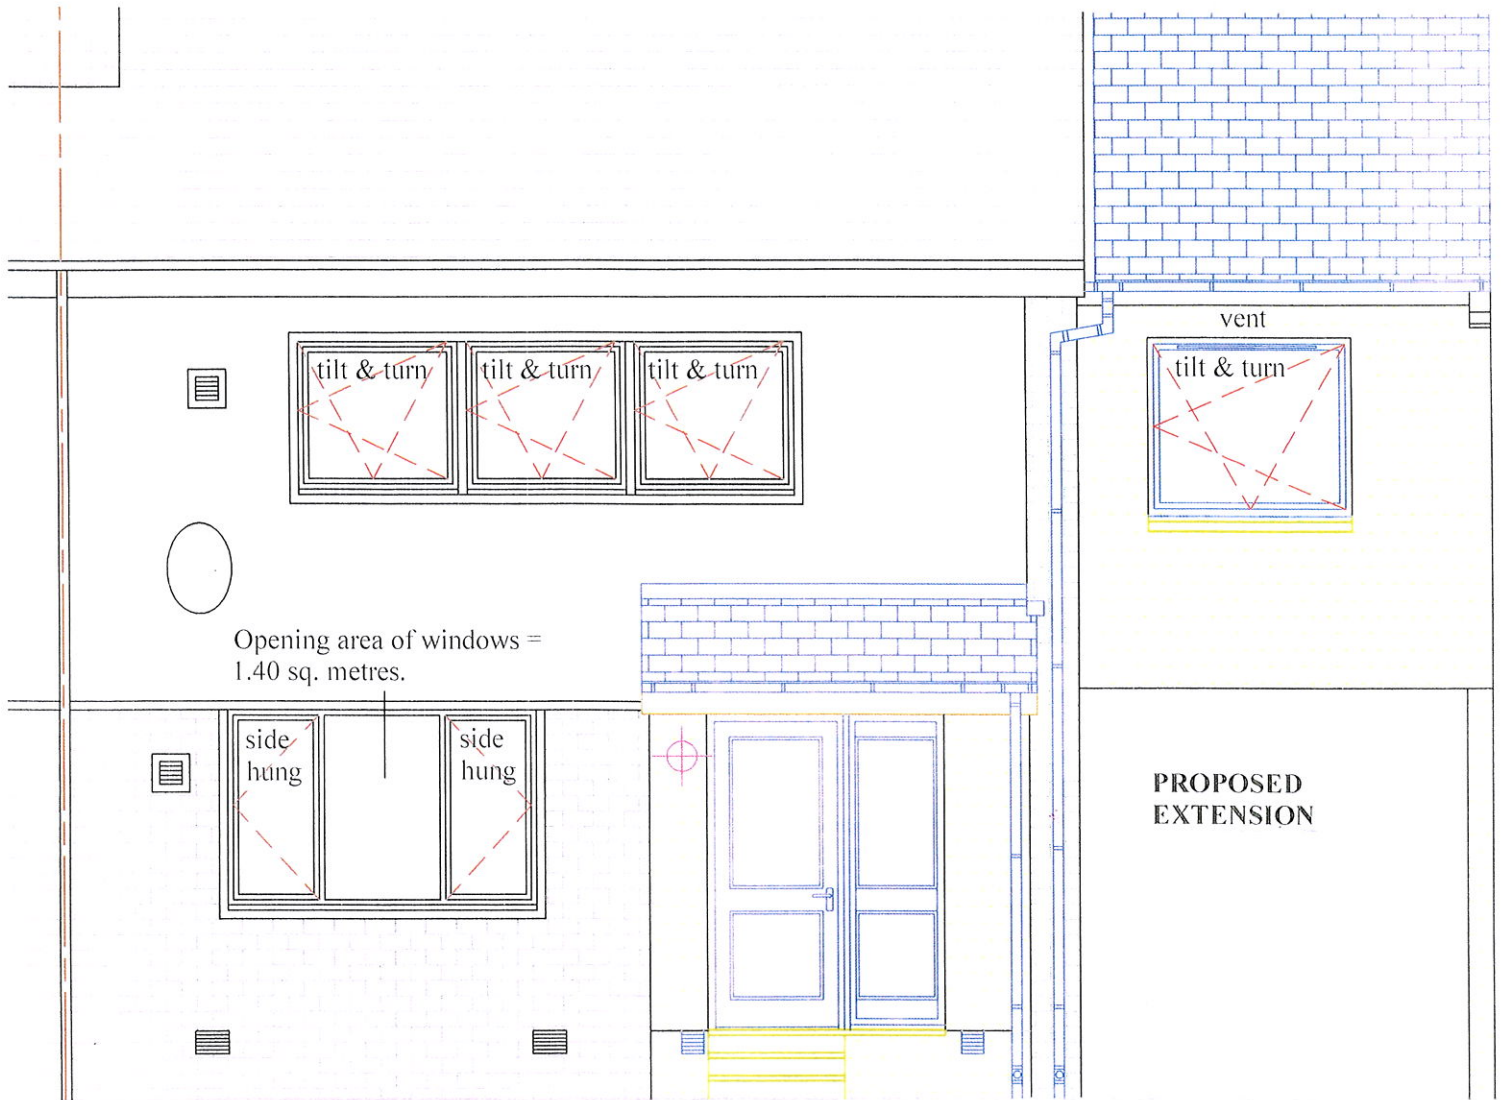 vent
tilt & turn
tilt & turn
tilt & turn
tilt & turn
Opening area of windows =
1.40 sq. metres.
side
hung
side
hung
PROPOSED
EXTENSION